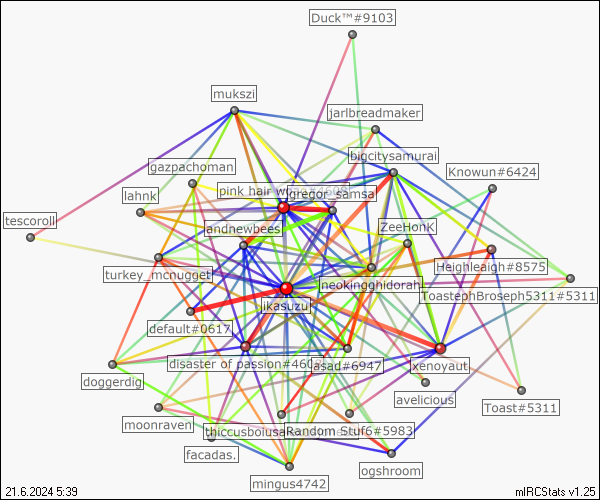 Duck™#9103
mukszi
jarlbreadmaker
bigcitysamurai
gazpachoman
Knowun#6424
pink hair
gregor_samsa
lahnk
tescoroll
andnewbees
ZeeHonK
Heighleaigh#8575
turkey_mcnugget
neokingghidorah
ToastephBroseph5311#5311
jikasuzu
default#0617
disaster of passion#460
asad#6947
xenoyaut
doggerdig
avelicious
Toast#5311
moonraven
thiccusboiusa
Random Stuf6#5983
facadas.
ogshroom
mingus4742
21.6.2024 5:39
mIRCStats v1.25